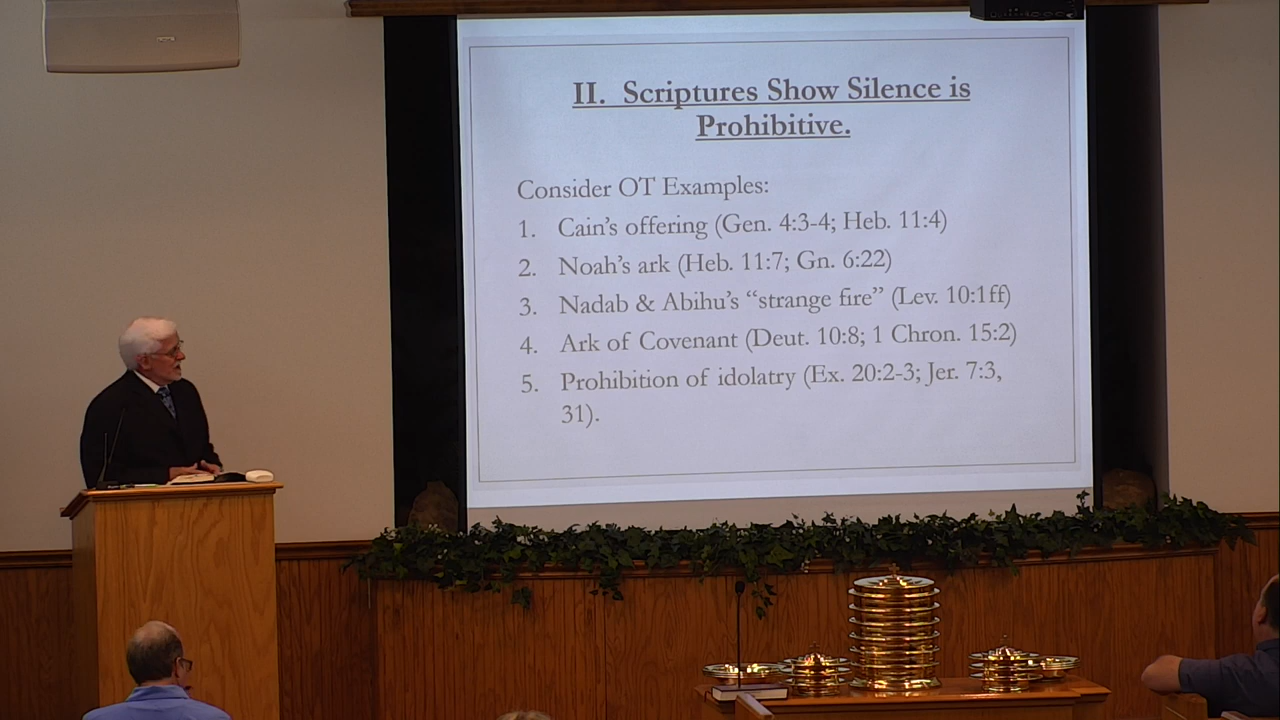 II. Scriptures Show Silence is
Prohibitive.
Consider OT Examples:
1. Cain's offering (Gen. 4:3-4; Heb. 11:4)
2. Noah's ark (Heb. 11:7; Gn. 6:22)
3. Nadab & Abihu's “strange fire” (Lev. 10:1ff)
4. Ark of Covenant (Deut. 10:8; 1 Chron. 15:2)
5. Prohibition of idolatry (Ex. 20:2-3; Jer. 7:3,
31).